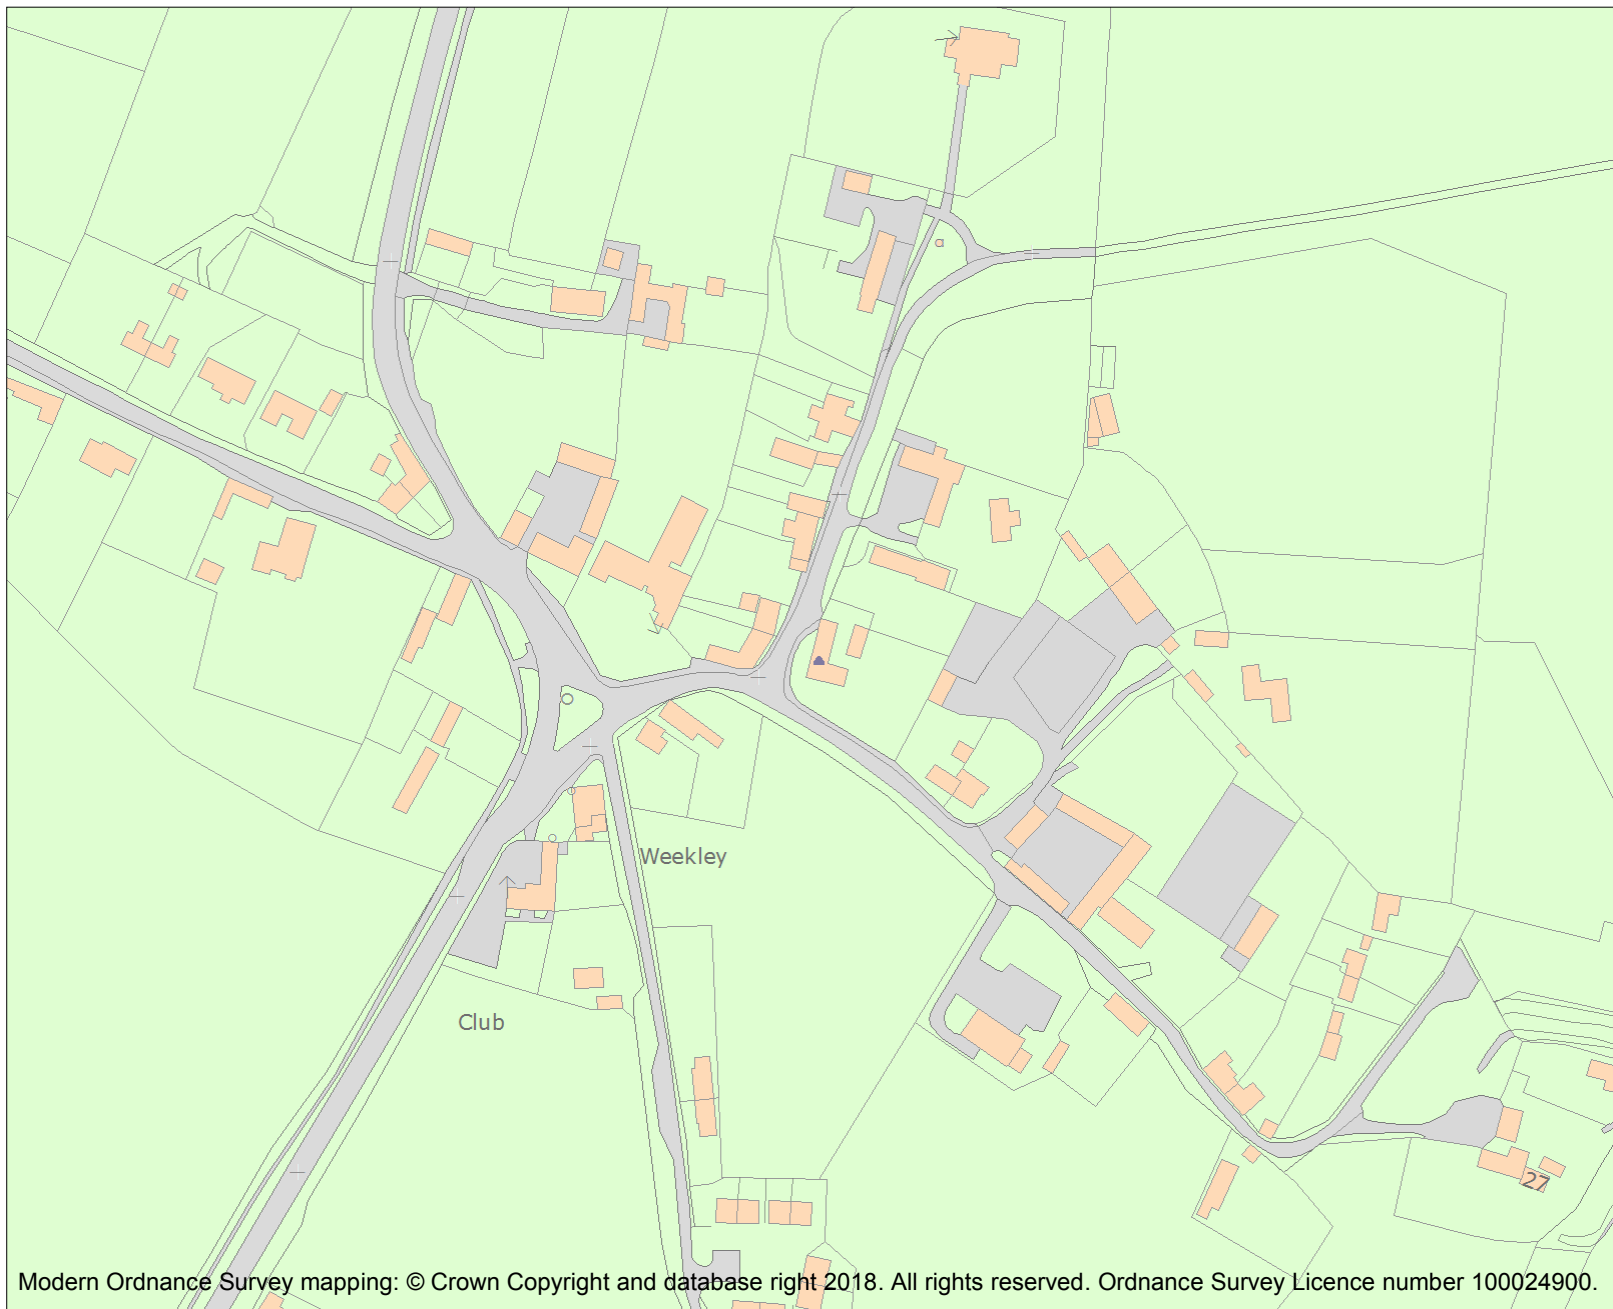 Weekley
Club
27
Modern Ordnance Survey mapping: © Crown Copyright and database right 2018. All rights reserved. Ordnance Survey Licence number 100024900.